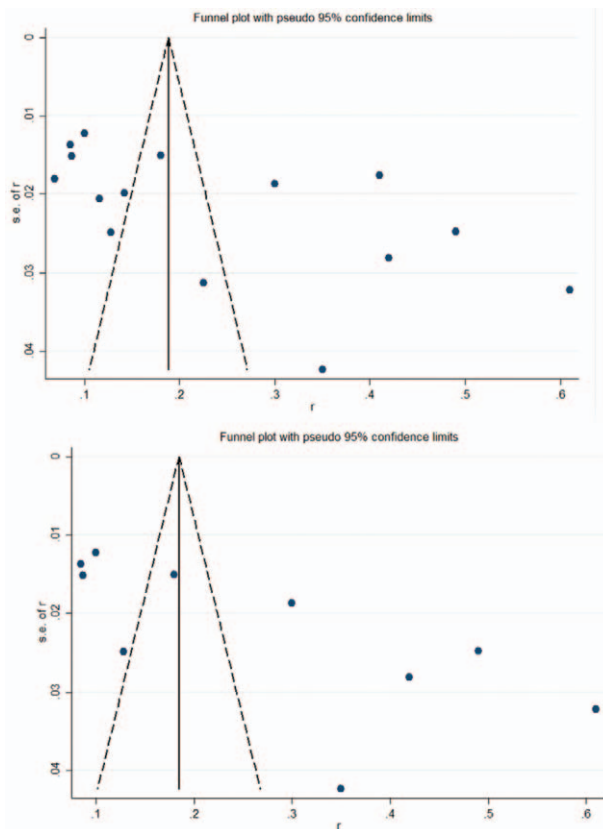 Funnel plot with pseudo 95% confidence limits
0
.01
.02
.03
.04
s.e. of r
.1 .2 .3 .4 .5 .6
r
Funnel plot with pseudo 95% confidence limits
0
.01
.02
.03
.04
s.e. of r
.1 .2 .3 .4 .5 .6
r